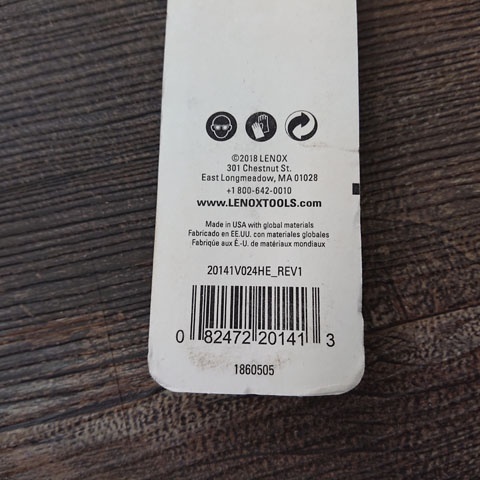 ©2018 LENOX
301 Chestnut St.
East Longmeadow, MA 01028
+1 800-642-0010
www.LENOXTOOLS.com
Made in USA with global materials
Fabricado en EE.UU. con materiales globales
Fabriqué aux É.-U. de matériaux mondiaux
20141V024HE_REV1
0 82472 20141 3
1860505